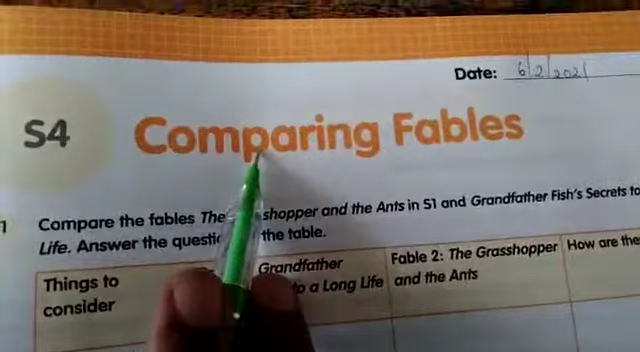 Date: 6/2/2021
S4 Comparing Fables
1 Compare the fables The shopper and the Ants in S1 and Grandfather Fish's Secrets to
Life. Answer the the table.
Things to consider
Grandfather to a Long Life
Fable 2: The Grasshopper and the Ants
How are the